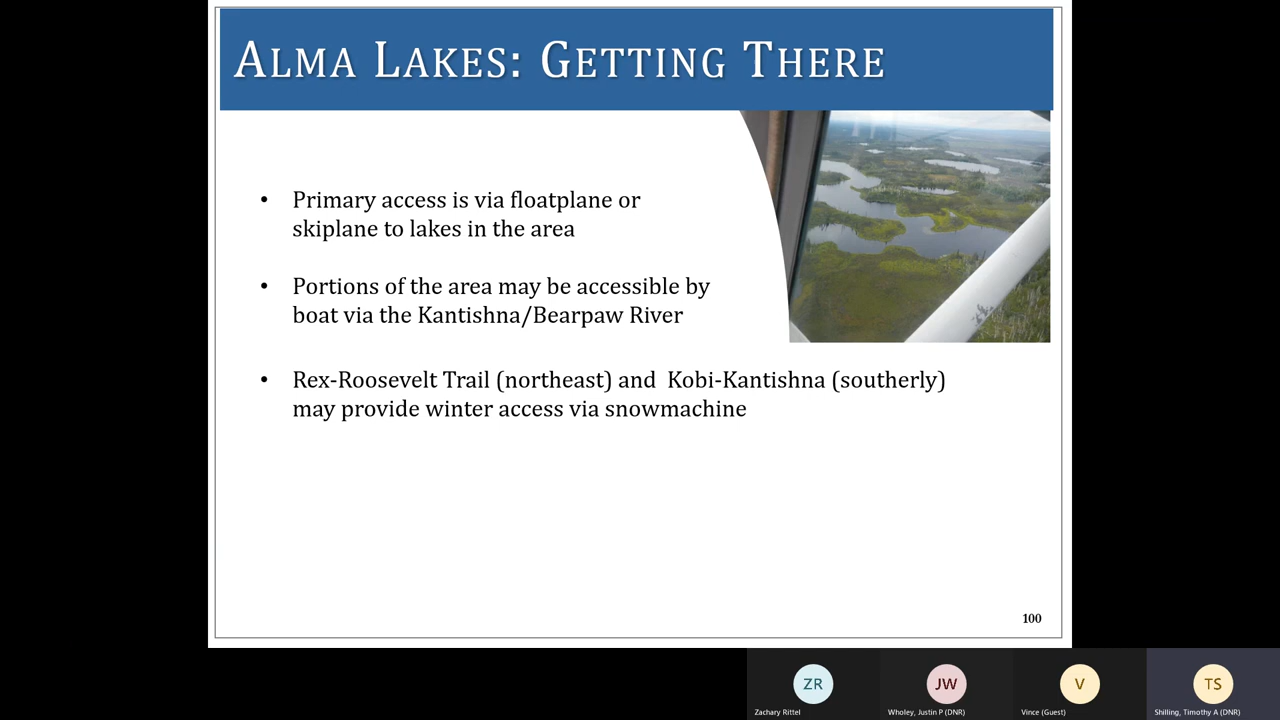 ALMA LAKES: GETTING THERE
• Primary access is via floatplane or
skiplane to lakes in the area
• Portions of the area may be accessible by
boat via the Kantishna/Bearpaw River
• Rex-Roosevelt Trail (northeast) and  Kobi-Kantishna (southerly)
may provide winter access via snowmachine
100
ZR
JW
V
TS
Zachary Rittel
Wholey, Justin P (DNR)
Vince (Guest)
Shilling, Timothy A (DNR)